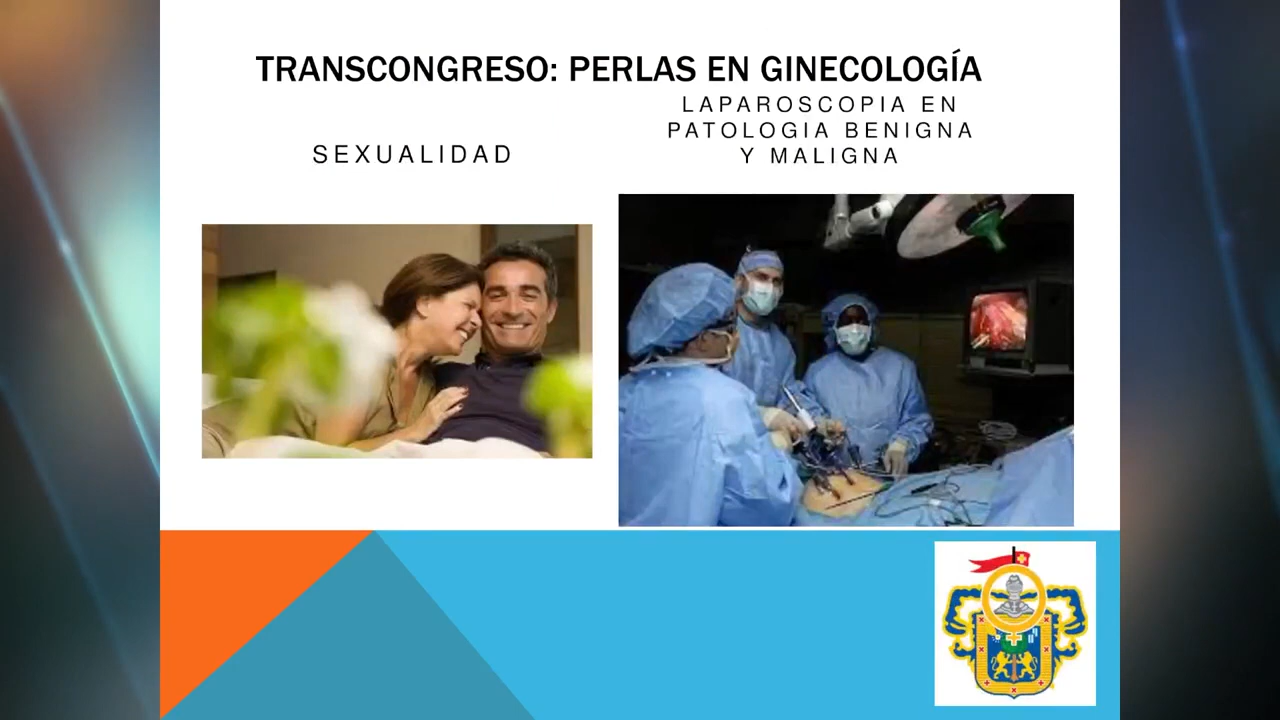 TRANSCONGRESO: PERLAS EN GINECOLOGÍA
SEXUALIDAD
LAPAROSCOPIA EN
PATOLOGIA BENIGNA
Y MALIGNA